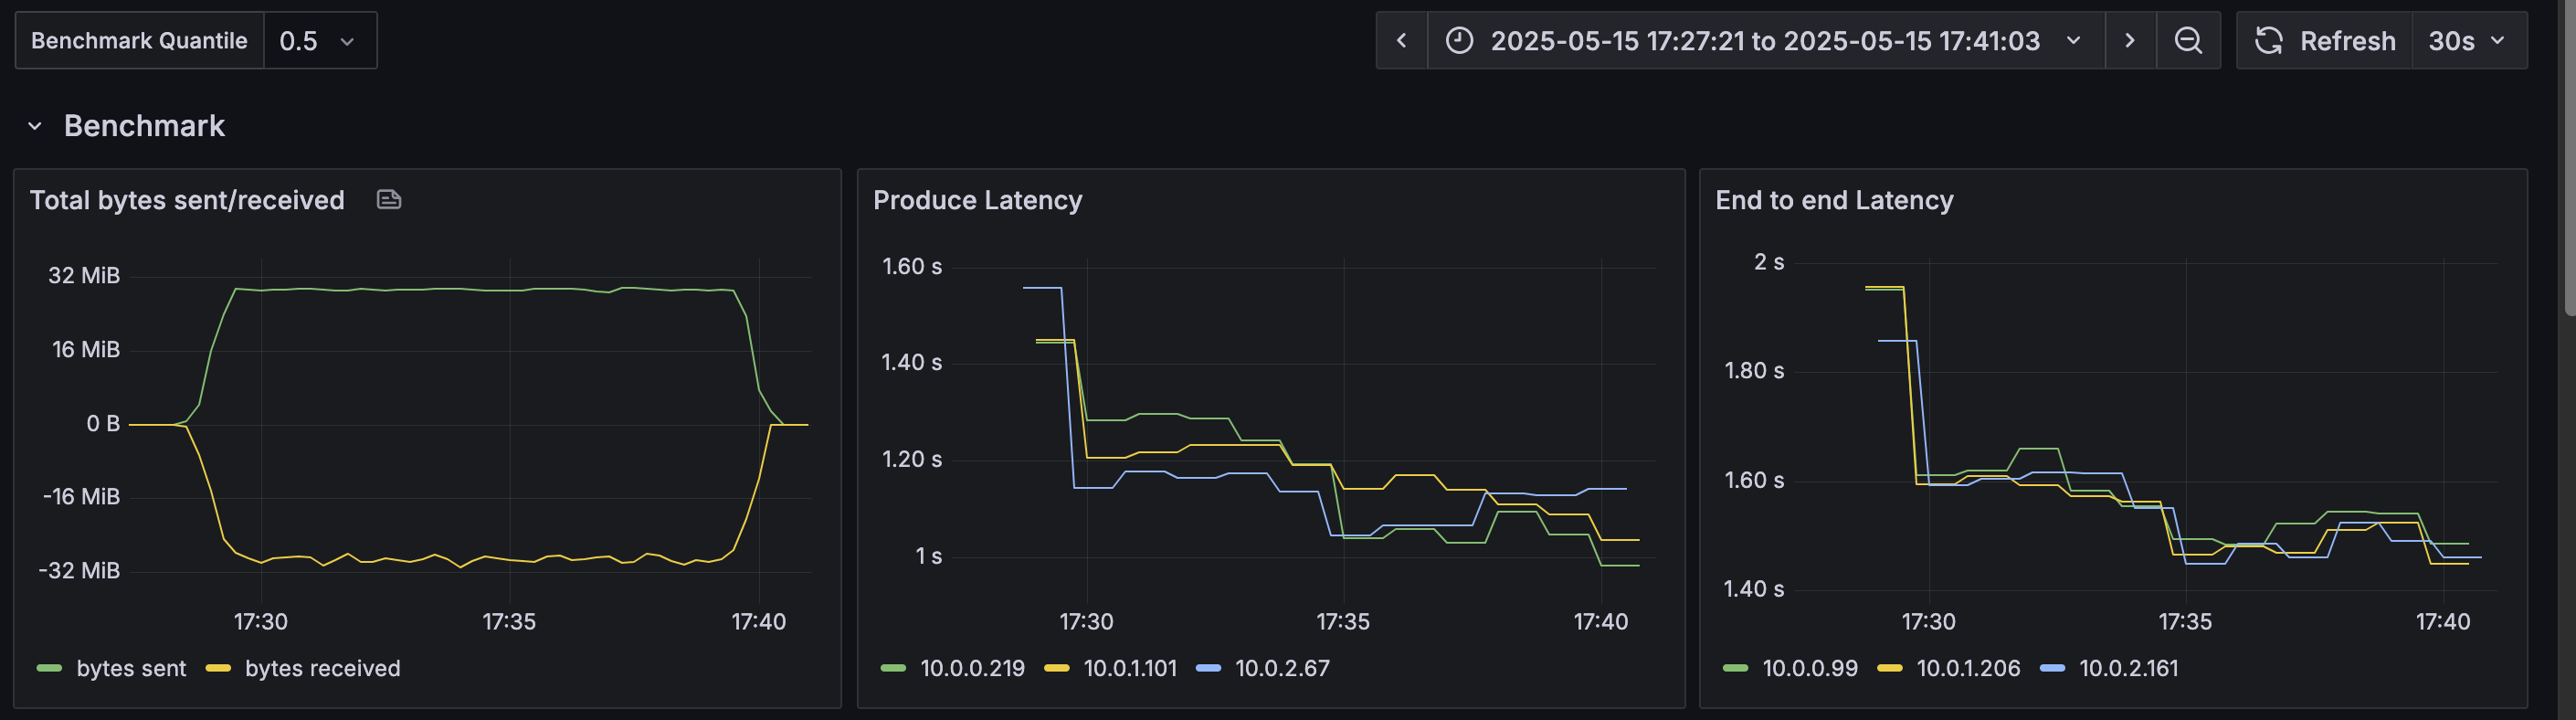 Benchmark Quantile 0.5 2025-05-15 17:27:21 to 2025-05-15 17:41:03 Refresh 30s
Benchmark
Total bytes sent/received
32 MiB
16 MiB
0 B
-16 MiB
-32 MiB
17:30 17:35 17:40
bytes sent bytes received
Produce Latency
1.60 s
1.40 s
1.20 s
1 s
17:30 17:35 17:40
10.0.0.219 10.0.1.101 10.0.2.67
End to end Latency
2 s
1.80 s
1.60 s
1.40 s
17:30 17:35 17:40
10.0.0.99 10.0.1.206 10.0.2.161